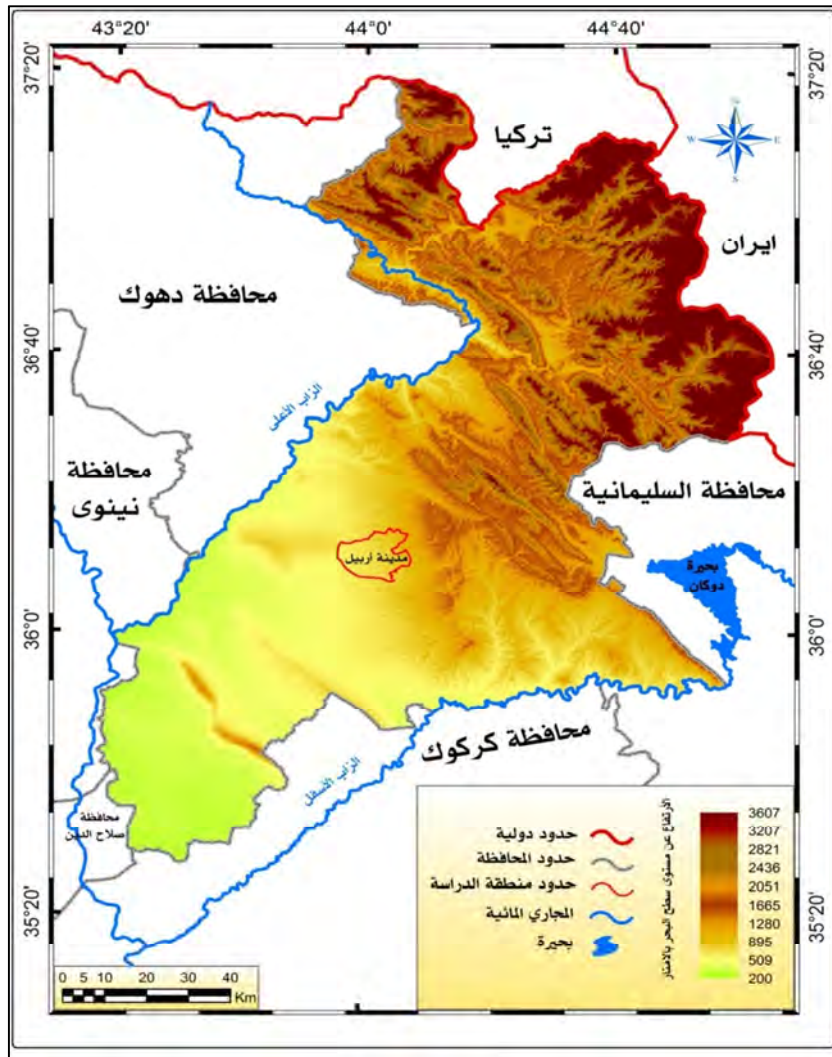 43°20'
44°0'
44°40'
37°20'
37°20'
تركيا
N
W
E
S
ايران
محافظة دهوك
36°40'
36°40'
الزاب الأعلى
محافظة
نينوى
محافظة السليمانية
مدينة اربيل
بحيرة
دوكان
36°0'
36°0'
محافظة كركوك
الزاب الأسفل
محافظة
صلاح الدين
35°20'
35°20'
حدود دولية
حدود المحافظة
حدود منطقة الدراسة
المجاري المائية
بحيرة
الارتفاع عن مستوى سطح البحر بالامتار
3607
3207
2821
2436
2051
1665
1280
895
509
200
0 5 10 20 30 40
Km